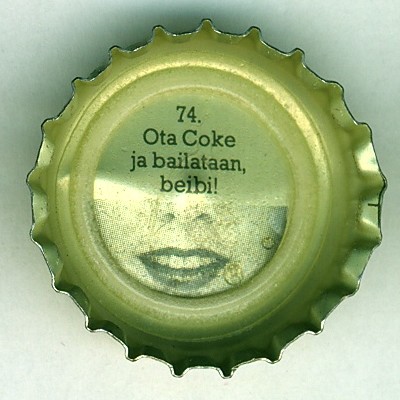 74.
Ota Coke
ja bailataan,
beibi!